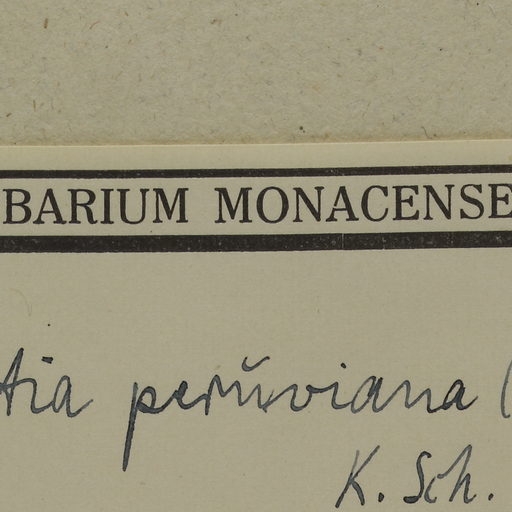 BARIUM MONACENSE
tia peruviana (
K. Sch.